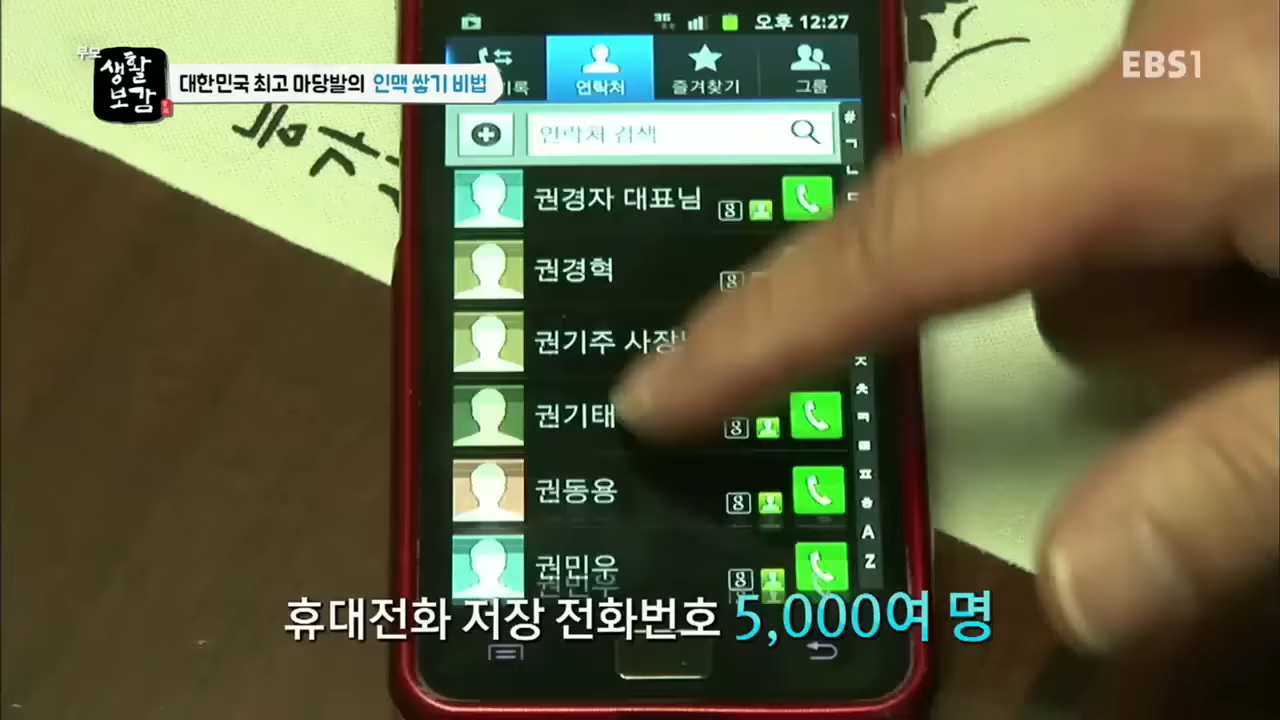 3G 오후 12:27
부모
생활
보감
대한민국 최고 마당발의 인맥 쌓기 비법
EBS1
록 연락처 즐겨찾기 그룹
연락처 검색
#
ㄱ
ㄴ
ㄷ
권경자 대표님
권경혁
권기주 사장
권기태
권동용
권민우
ㅈ
ㅊ
ㅋ
ㅌ
ㅍ
ㅎ
A
Z
휴대전화 저장 전화번호 5,000여 명